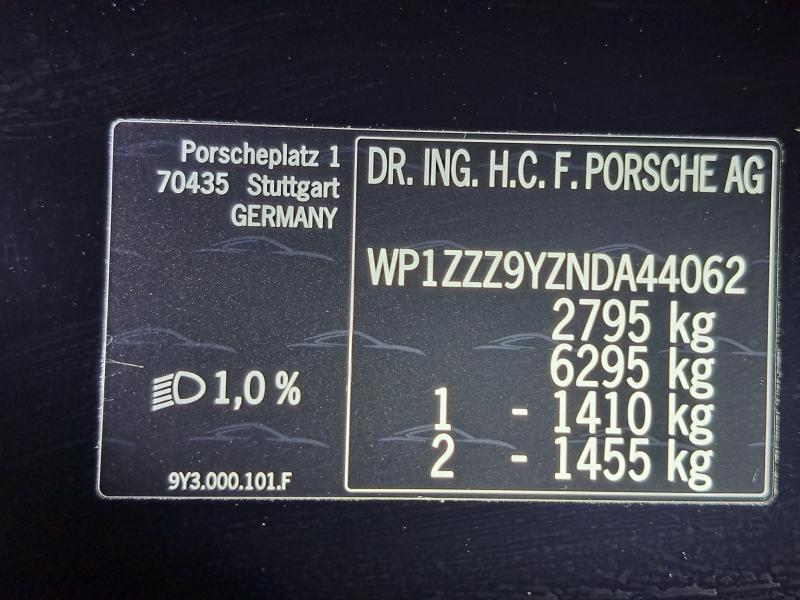 Porscheplatz 1
70435 Stuttgart
GERMANY
1,0 %
9Y3.000.101.F
DR. ING. H.C. F. PORSCHE AG
WP1ZZZ9YZNDA44062
2795 kg
6295 kg
1 - 1410 kg
2 - 1455 kg